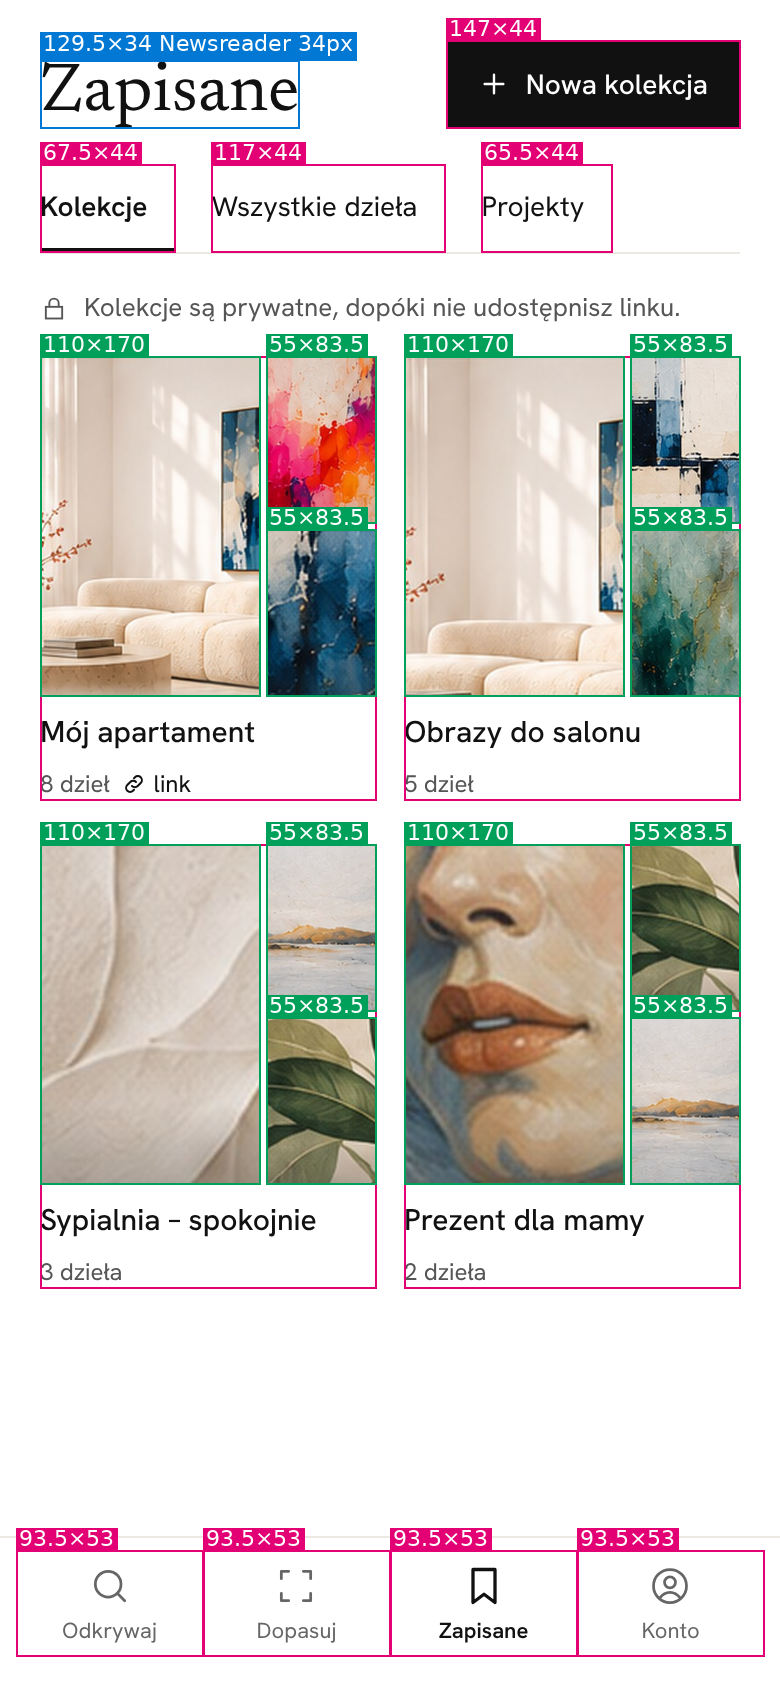 129.5×34 Newsreader 34px
147×44
Zapisane
Nowa kolekcja
67.5×44
117×44
65.5×44
Kolekcje
Wszystkie dzieła
Projekty
Kolekcje są prywatne, dopóki nie udostępnisz linku.
110×170
55×83.5
110×170
55×83.5
55×83.5
55×83.5
Mój apartament
Obrazy do salonu
8 dzieł link
5 dzieł
110×170
55×83.5
110×170
55×83.5
55×83.5
55×83.5
Sypialnia – spokojnie
Prezent dla mamy
3 dzieła
2 dzieła
93.5×53
93.5×53
93.5×53
93.5×53
Odkrywaj
Dopasuj
Zapisane
Konto